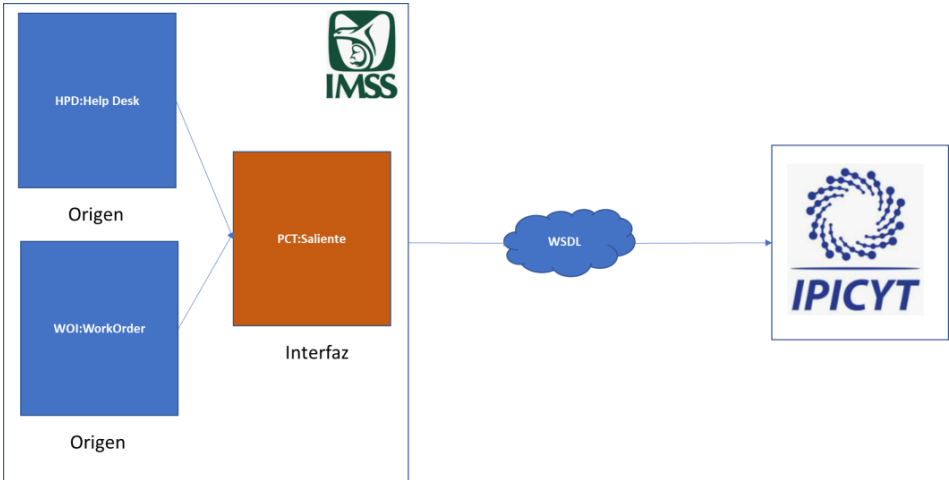 IMSS
HPD:Help Desk
Origen
PCT:Saliente
WSDL
IPICYT
WOI:WorkOrder
Interfaz
Origen